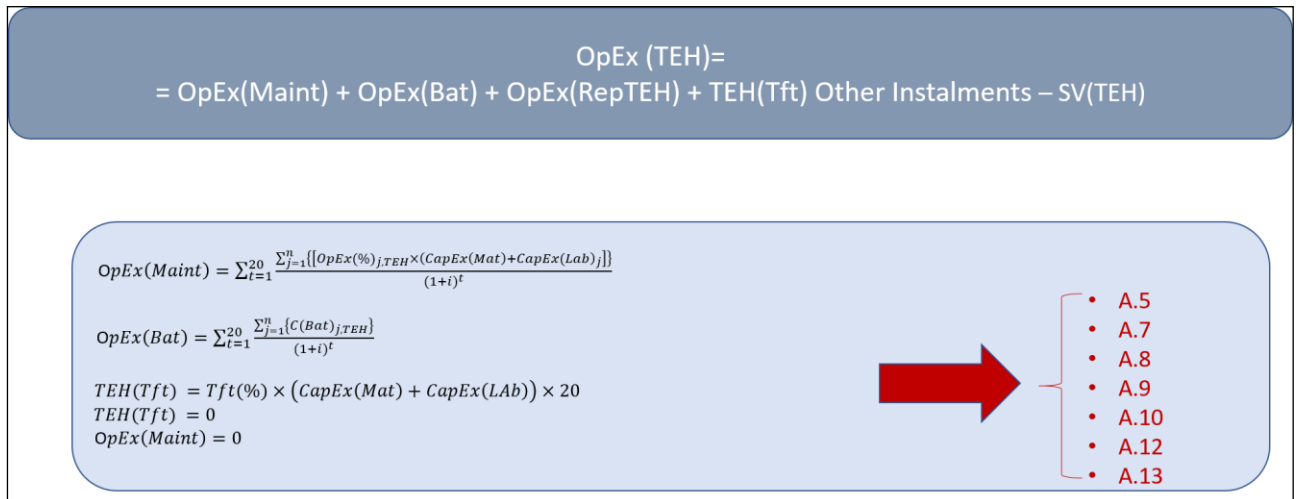 OpEx (TEH)=
= OpEx(Maint) + OpEx(Bat) + OpEx(RepTEH) + TEH(Tft) Other Instalments – SV(TEH)
OpEx(Maint) = ∑_{t=1}^{20} \frac{∑_{j=1}^{n}{[OpEx(%)_{j,TEH}×(CapEx(Mat)+CapEx(Lab)_j]}}{(1+i)^t}
OpEx(Bat) = ∑_{t=1}^{20} \frac{∑_{j=1}^{n}{C(Bat)_{j,TEH}}}{(1+i)^t}
TEH(Tft) = Tft(%) × (CapEx(Mat) + CapEx(LAb)) × 20
TEH(Tft) = 0
OpEx(Maint) = 0
• A.5
• A.7
• A.8
• A.9
• A.10
• A.12
• A.13